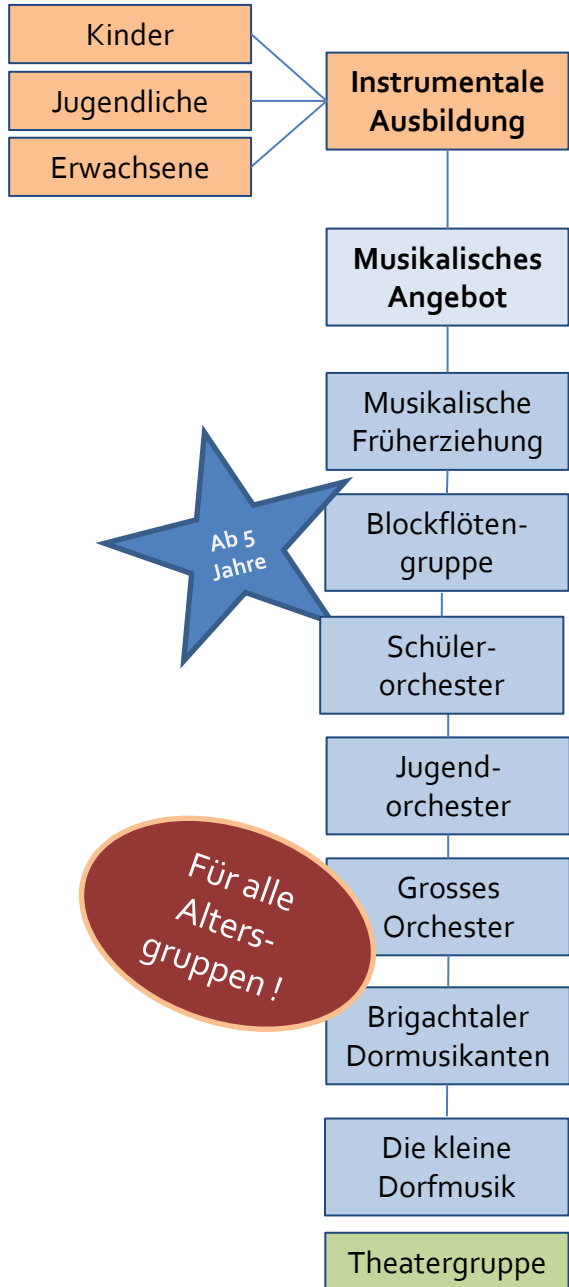 Kinder
Jugendliche
Erwachsene
Instrumentale
Ausbildung
Musikalisches
Angebot
Musikalische
Früherziehung
Ab 5
Jahre
Blockflöten-
gruppe
Schüler-
orchester
Jugend-
orchester
Für alle
Alters-
gruppen !
Grosses
Orchester
Brigachtaler
Dormusikanten
Die kleine
Dorfmusik
Theatergruppe